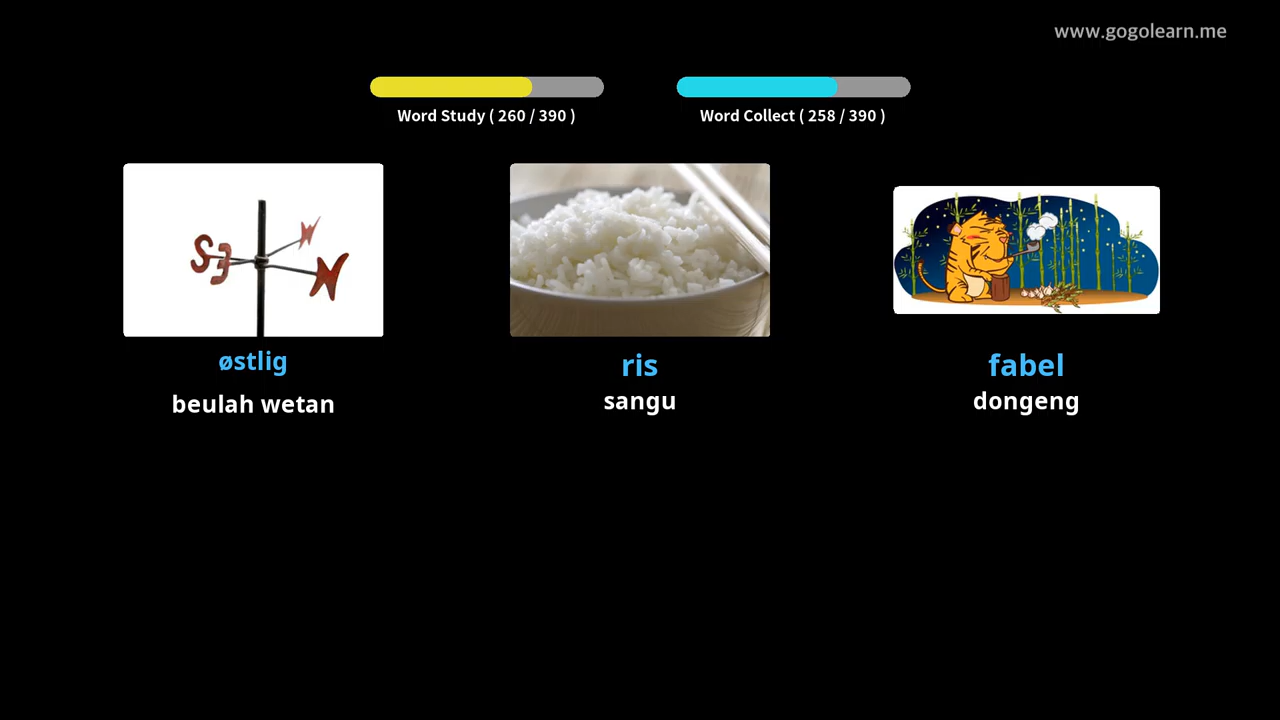 www.gogolearn.me
Word Study ( 260 / 390 )
Word Collect ( 258 / 390 )
S E N
østlig
ris
fabel
beulah wetan
sangu
dongeng